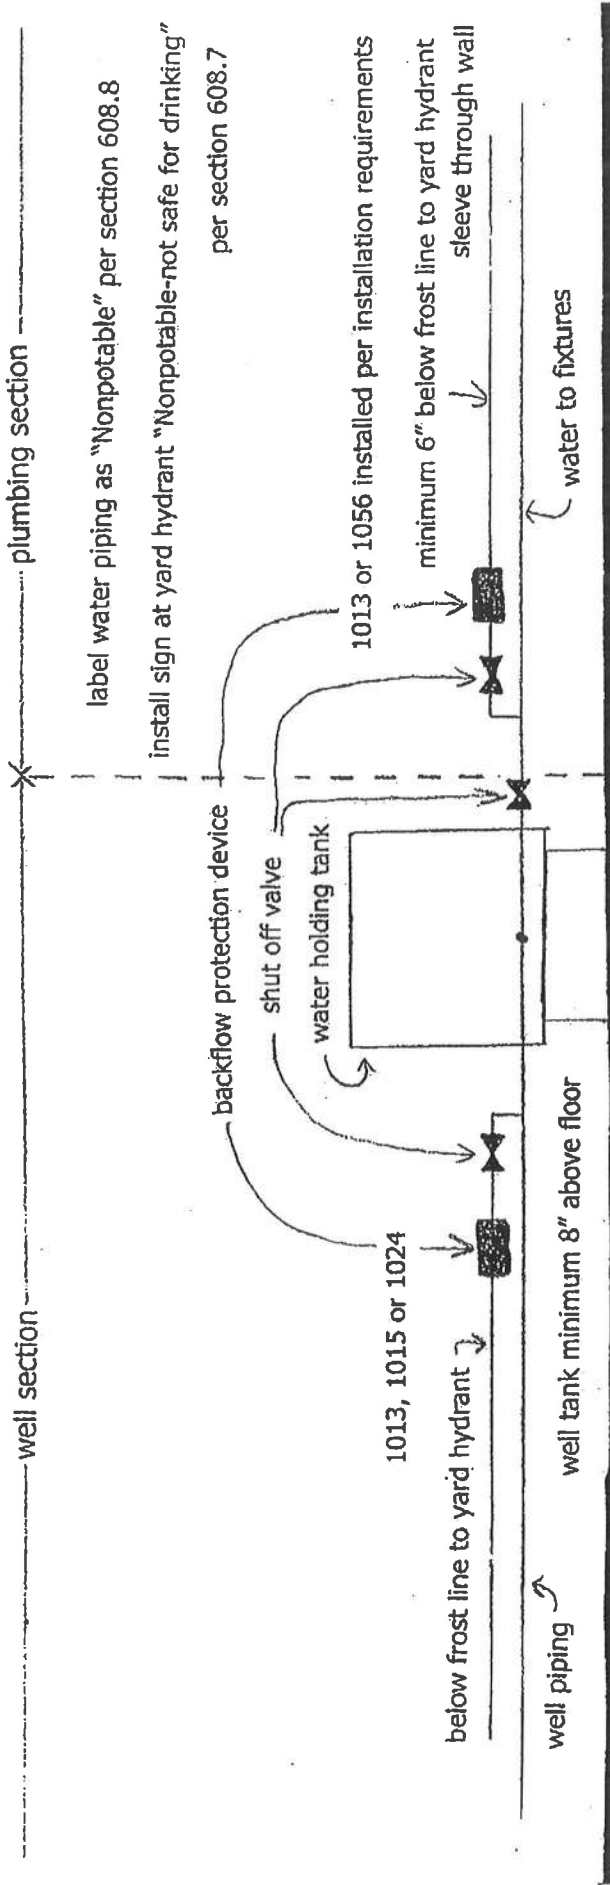 well section
plumbing section
label water piping as "Nonpotable" per section 608.8
install sign at yard hydrant "Nonpotable-not safe for drinking"
per section 608.7
backflow protection device
shut off valve
water holding tank
1013, 1015 or 1024
1013 or 1056 installed per installation requirements
below frost line to yard hydrant
minimum 6" below frost line to yard hydrant
sleeve through wall
well piping
well tank minimum 8" above floor
water to fixtures